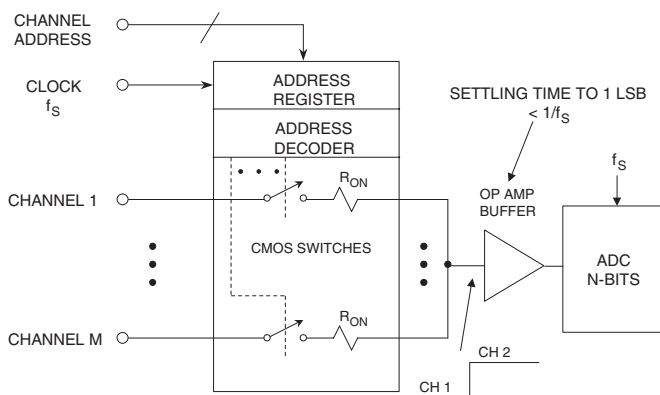 CHANNEL
ADDRESS
CLOCK
fS
ADDRESS
REGISTER
ADDRESS
DECODER
SETTLING TIME TO 1 LSB
< 1/fS
fS
OP AMP
BUFFER
CHANNEL 1
RON
CMOS SWITCHES
ADC
N-BITS
CHANNEL M
RON
CH 2
CH 1